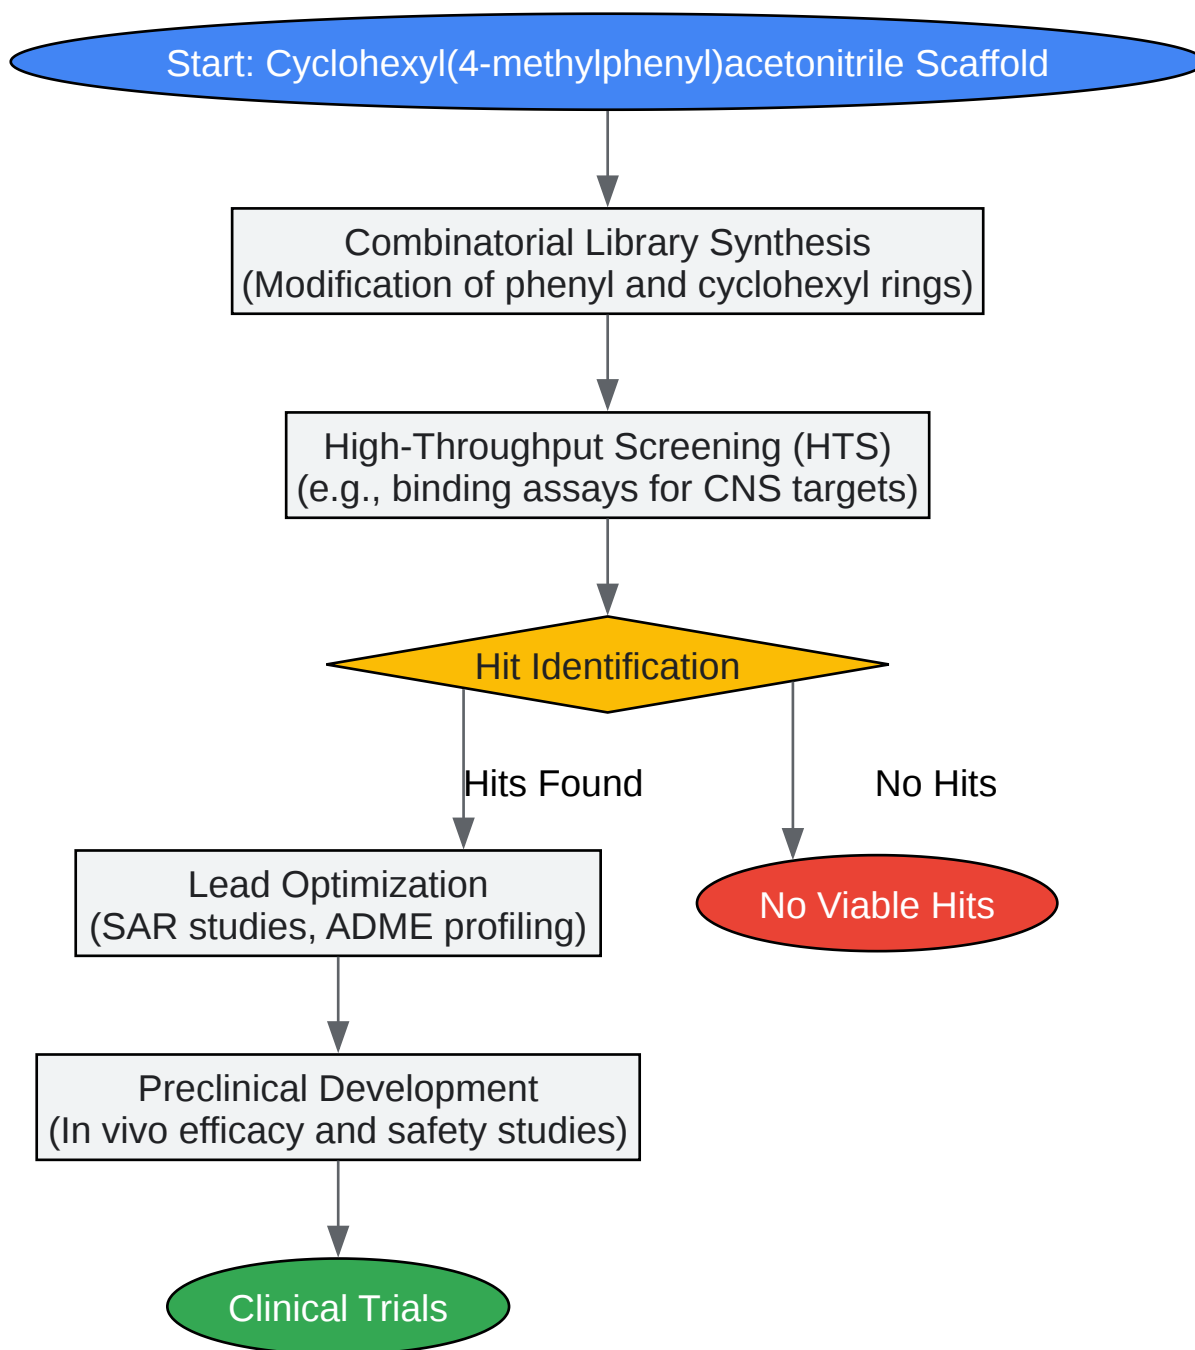 Start: Cyclohexyl(4-methylphenyl)acetonitrile Scaffold
Combinatorial Library Synthesis
(Modification of phenyl and cyclohexyl rings)
High-Throughput Screening (HTS)
(e.g., binding assays for CNS targets)
Hit Identification
Hits Found
No Hits
Lead Optimization
(SAR studies, ADME profiling)
No Viable Hits
Preclinical Development
(In vivo efficacy and safety studies)
Clinical Trials